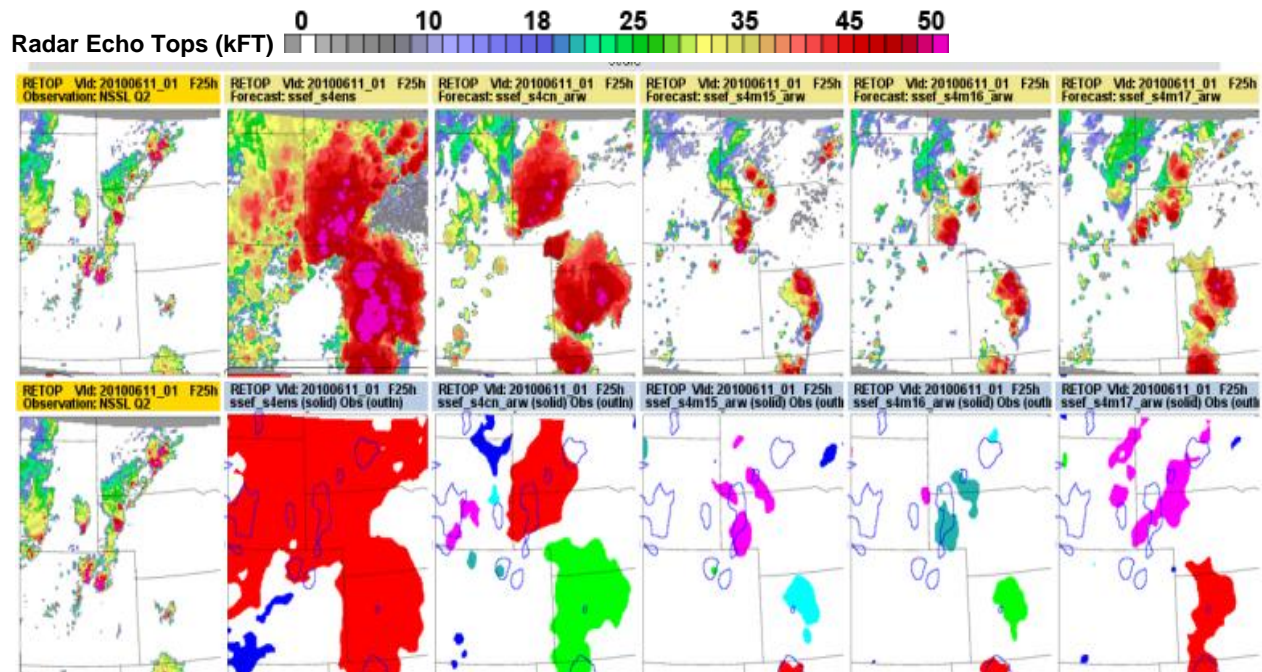 0 10 18 25 35 45 50
Radar Echo Tops (kFT)
RETOP Vld: 20100611_01 F25h
Observation: NSSL Q2
RETOP Vld: 20100611_01 F25h
Forecast: ssef_s4ens
RETOP Vld: 20100611_01 F25h
Forecast: ssef_s4cn_arw
RETOP Vld: 20100611_01 F25h
Forecast: ssef_s4m15_arw
RETOP Vld: 20100611_01 F25h
Forecast: ssef_s4m16_arw
RETOP Vld: 20100611_01 F25h
Forecast: ssef_s4m17_arw
RETOP Vld: 20100611_01 F25h
Observation: NSSL Q2
RETOP Vld: 20100611_01 F25h
ssef_s4ens (solid) Obs (outln)
RETOP Vld: 20100611_01 F25h
ssef_s4cn_arw (solid) Obs (outln)
RETOP Vld: 20100611_01 F25h
ssef_s4m15_arw (solid) Obs (outln
RETOP Vld: 20100611_01 F25h
ssef_s4m16_arw (solid) Obs (outln
RETOP Vld: 20100611_01 F25h
ssef_s4m17_arw (solid) Obs (outln